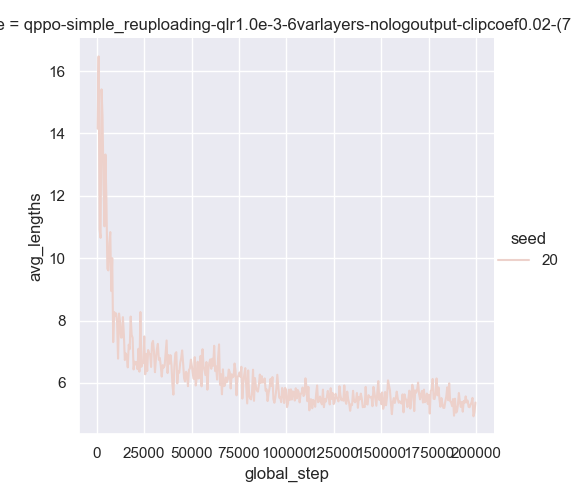 e = qppo-simple_reuploading-qlr1.0e-3-6varlayers-nologoutput-clipcoef0.02-(7
16
14
12
10
8
6
avg_lengths
seed
20
0 25000 50000 75000 100000 125000 150000 175000 200000
global_step